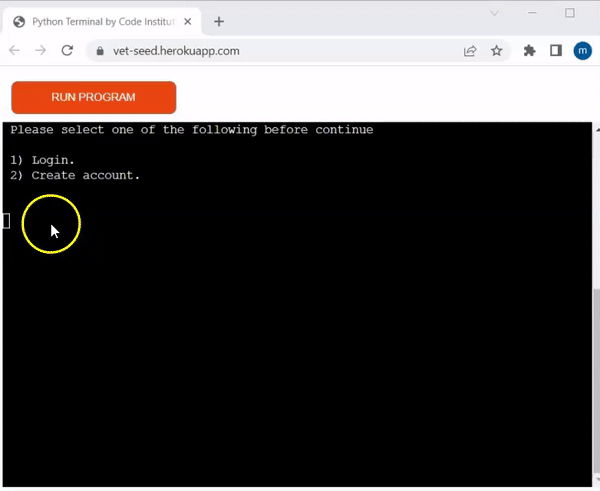 Python Terminal by Code Institut
vet-seed.herokuapp.com
m
RUN PROGRAM
Please select one of the following before continue
1) Login.
2) Create account.